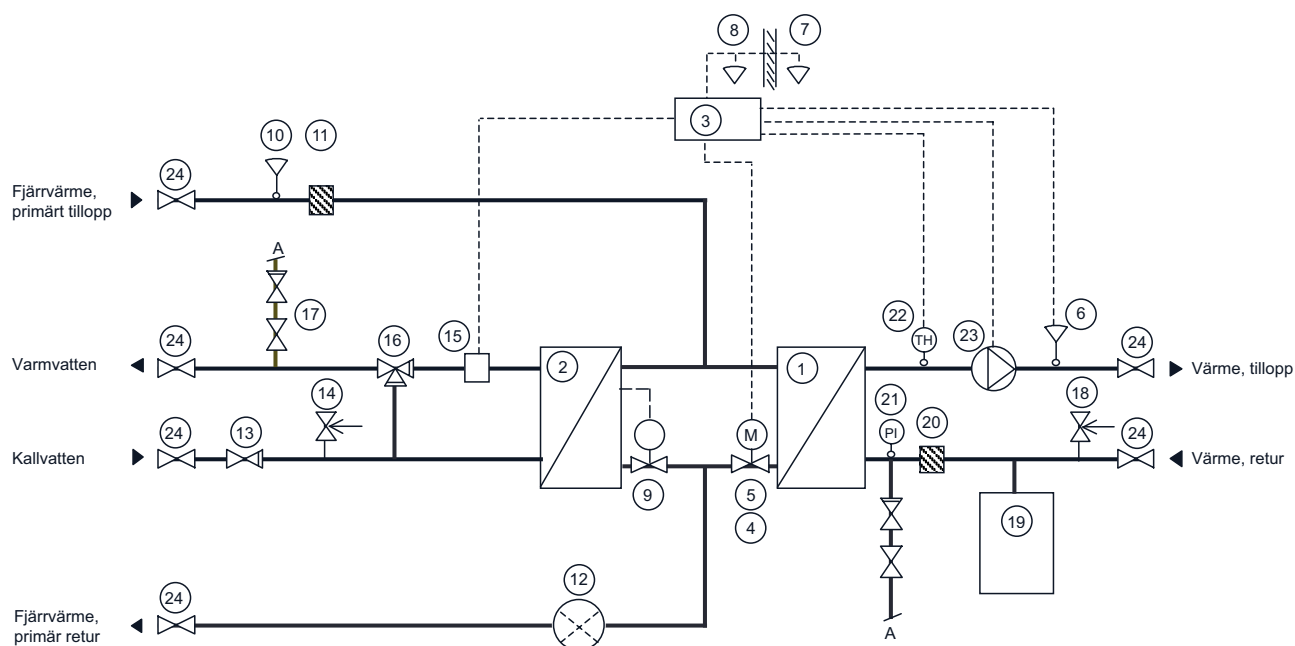 8
7
3
10
11
24
Fjärrvärme,
primärt tillopp
A
17
22
TH
23
6
24
16
15
24
Varmvatten
2
1
Värme, tillopp
14
21
18
20
24
13
PI
24
M
Kallvatten
Värme, retur
9
5
4
19
12
24
Fjärrvärme,
primär retur
A